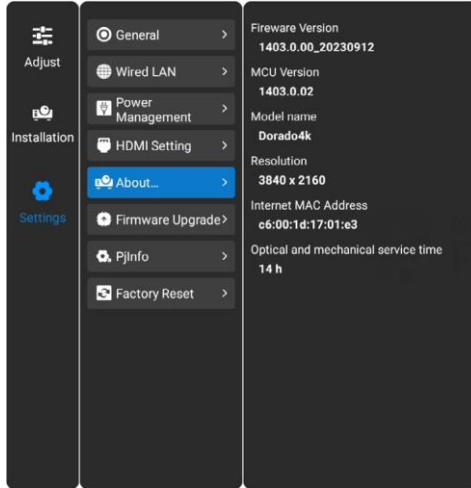 Adjust
Installation
Settings
General
Wired LAN
Power
Management
HDMI Setting
About...
Firmware Upgrade
PjInfo
Factory Reset
Fireware Version
1403.0.00_20230912
MCU Version
1403.0.02
Model name
Dorado4k
Resolution
3840 x 2160
Internet MAC Address
c6:00:1d:17:01:e3
Optical and mechanical service time
14 h